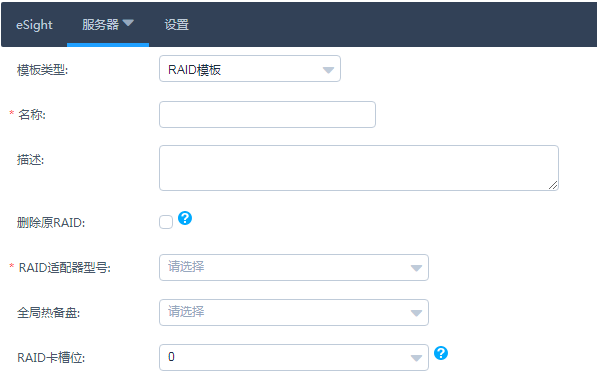 eSight 服务器 设置
模板类型: RAID模板
* 名称:
描述:
删除原RAID: ?
* RAID适配器型号: 请选择
全局热备盘: 请选择
RAID卡槽位: 0 ?